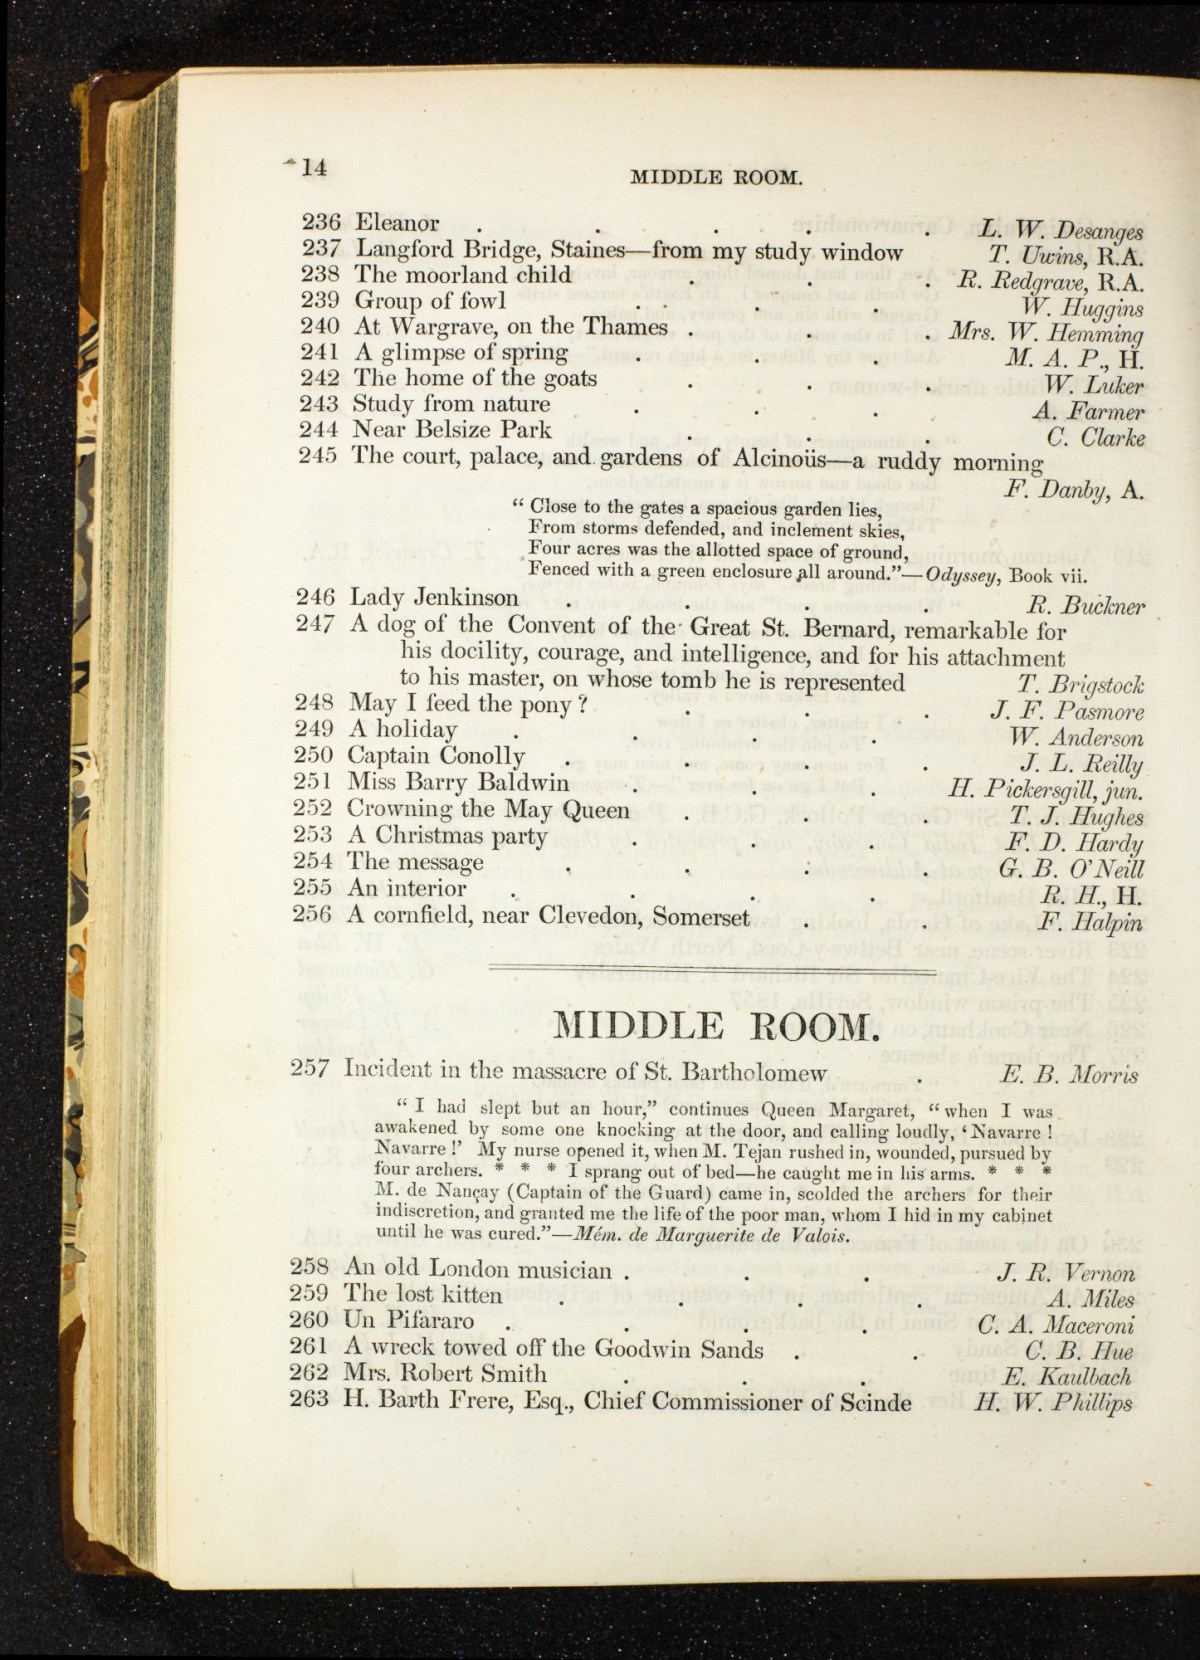 14
MIDDLE ROOM.
236 Eleanor . . . . . L. W. Desanges
237 Langford Bridge, Staines—from my study window T. Uwins, R.A.
238 The moorland child . . . R. Redgrave, R.A.
239 Group of fowl . . . W. Huggins
240 At Wargrave, on the Thames . . . Mrs. W. Hemming
241 A glimpse of spring . . . M. A. P., H.
242 The home of the goats . . . W. Luker
243 Study from nature . . . A. Farmer
244 Near Belsize Park . . . C. Clarke
245 The court, palace, and gardens of Alcinoüs—a ruddy morning
F. Danby, A.
“ Close to the gates a spacious garden lies,
From storms defended, and inclement skies,
Four acres was the allotted space of ground,
Fenced with a green enclosure all around.”—Odyssey, Book vii.
246 Lady Jenkinson . . . . R. Buckner
247 A dog of the Convent of the Great St. Bernard, remarkable for
his docility, courage, and intelligence, and for his attachment
to his master, on whose tomb he is represented T. Brigstock
248 May I feed the pony ? . . . J. F. Pasmore
249 A holiday . . . . W. Anderson
250 Captain Conolly . . . . J. L. Reilly
251 Miss Barry Baldwin . . . H. Pickersgill, jun.
252 Crowning the May Queen . . . T. J. Hughes
253 A Christmas party . . . F. D. Hardy
254 The message . . . . G. B. O'Neill
255 An interior . . . . R. H., H.
256 A cornfield, near Clevedon, Somerset . . F. Halpin
MIDDLE ROOM.
257 Incident in the massacre of St. Bartholomew . E. B. Morris
“ I had slept but an hour,” continues Queen Margaret, “ when I was
awakened by some one knocking at the door, and calling loudly, ‘ Navarre !
Navarre !’ My nurse opened it, when M. Tejan rushed in, wounded, pursued by
four archers. * * * I sprang out of bed—he caught me in his arms. * * *
M. de Nançay (Captain of the Guard) came in, scolded the archers for their
indiscretion, and granted me the life of the poor man, whom I hid in my cabinet
until he was cured.”—Mém. de Marguerite de Valois.
258 An old London musician . . . J. R. Vernon
259 The lost kitten . . . . A. Miles
260 Un Pifararo . . . . C. A. Maceroni
261 A wreck towed off the Goodwin Sands . . C. B. Hue
262 Mrs. Robert Smith . . . E. Kaulbach
263 H. Barth Frere, Esq., Chief Commissioner of Scinde H. W. Phillips